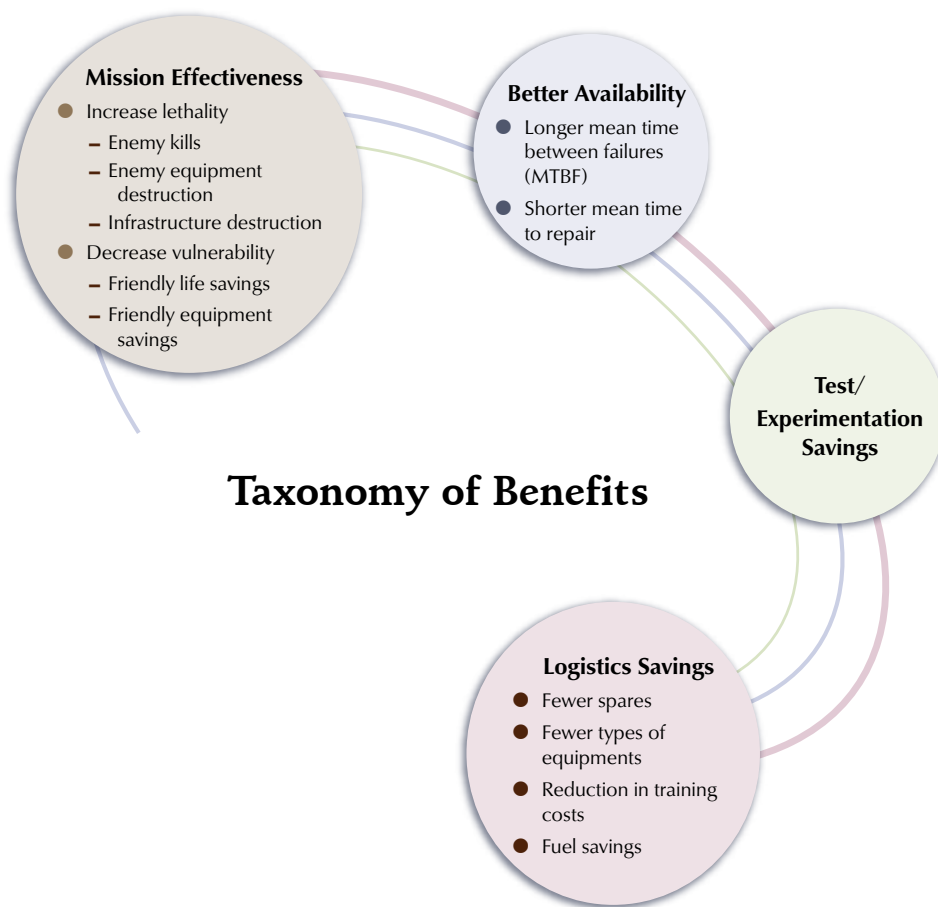 Mission Effectiveness
Increase lethality
– Enemy kills
– Enemy equipment
destruction
– Infrastructure destruction
Decrease vulnerability
– Friendly life savings
– Friendly equipment
savings
Better Availability
Longer mean time
between failures
(MTBF)
Shorter mean time
to repair
Test/
Experimentation
Savings
Taxonomy of Benefits
Logistics Savings
Fewer spares
Fewer types of
equipments
Reduction in training
costs
Fuel savings